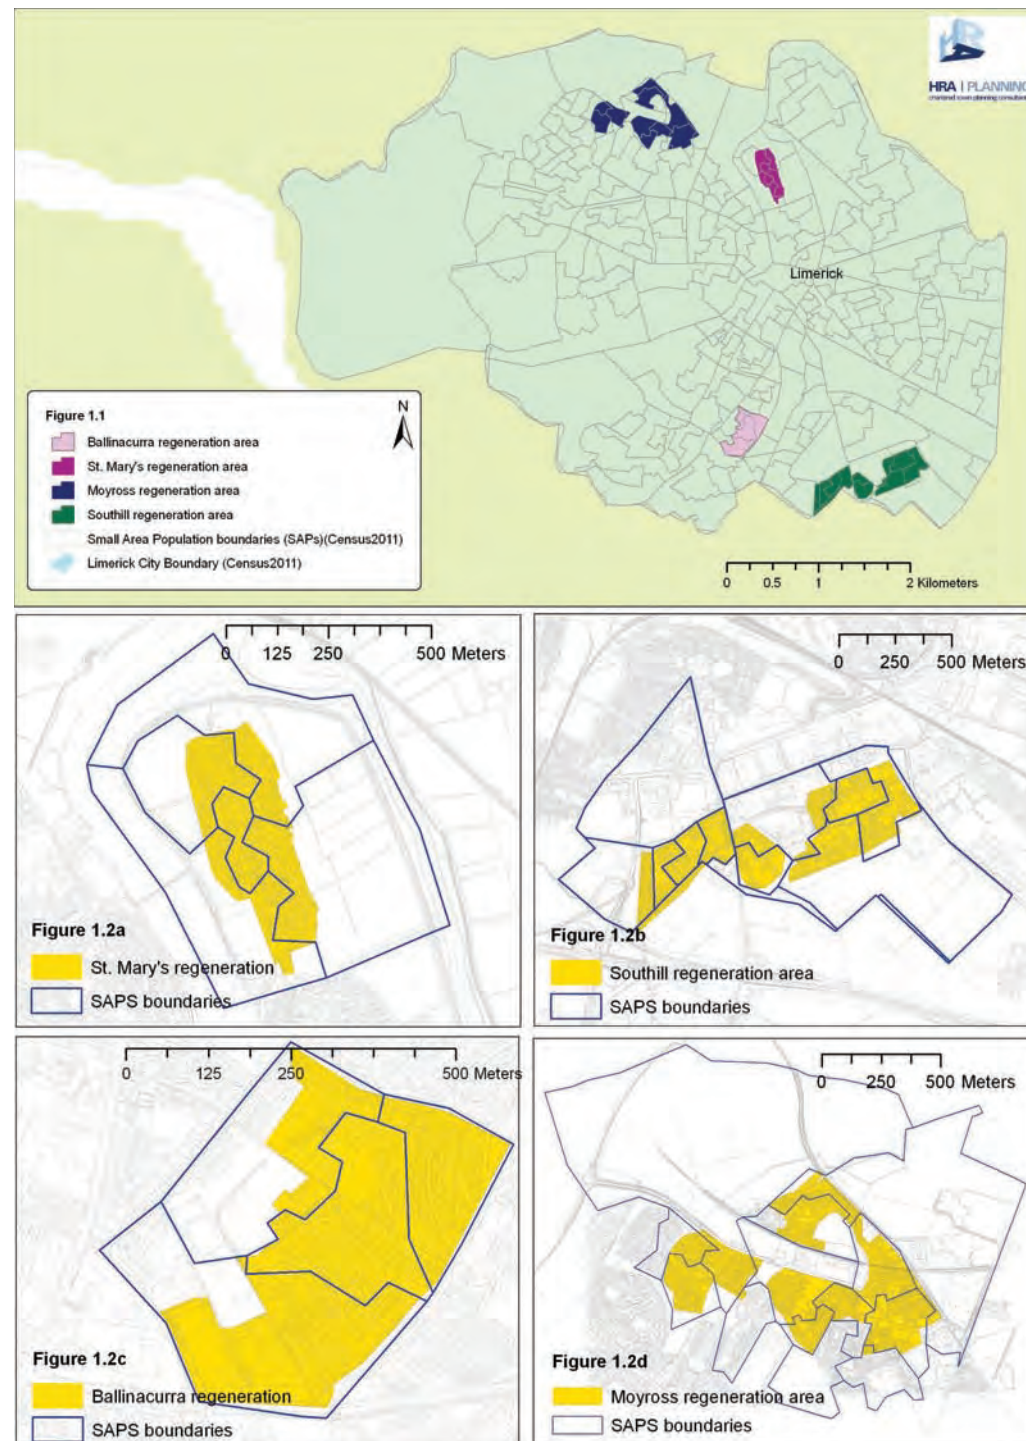 HRA | PLANNING
chartered town planning consultants
Limerick
Figure 1.1
N
Ballinacurra regeneration area
St. Mary's regeneration area
Moyross regeneration area
Southill regeneration area
Small Area Population boundaries (SAPs)(Census2011)
Limerick City Boundary (Census2011)
0 0.5 1 2 Kilometers
0 125 250 500 Meters
Figure 1.2a
St. Mary's regeneration
SAPS boundaries
0 250 500 Meters
Figure 1.2b
Southill regeneration area
SAPS boundaries
0 125 250 500 Meters
Figure 1.2c
Ballinacurra regeneration
SAPS boundaries
0 250 500 Meters
Figure 1.2d
Moyross regeneration area
SAPS boundaries